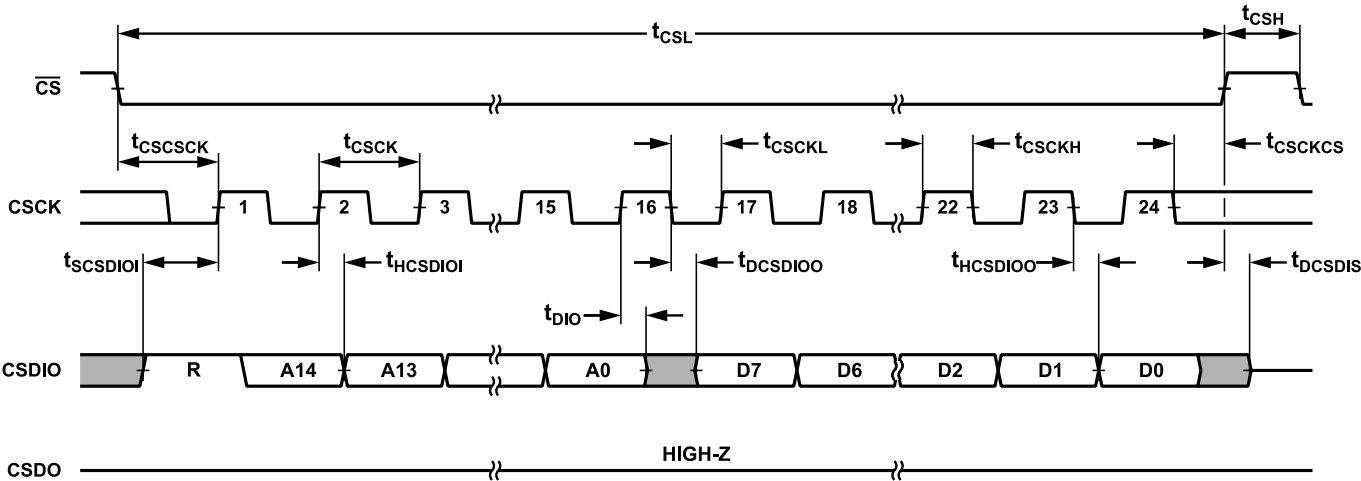 tCSL
tCSH
CS
tCSCSCK
tCSCK
tCSCKL
tCSCKH
tCSCKCS
CSCK
1
2
3
15
16
17
18
22
23
24
tSCSDIOI
tHCSDIOI
tDCSDIOO
tHCSDIOO
tDCSDIS
tDIO
CSDIO
R
A14
A13
A0
D7
D6
D2
D1
D0
HIGH-Z
CSDO